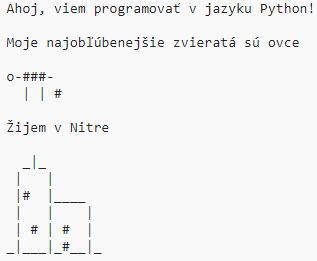 Ahoj, viem programovať v jazyku Python!
Moje najobľúbenejšie zvieratá sú ovce
o-###-
  | | #
Žijem v Nitre
  _|_
 |   |
 |#  |____
 |   |    |
 | # | #  |
_|___|_#__|_